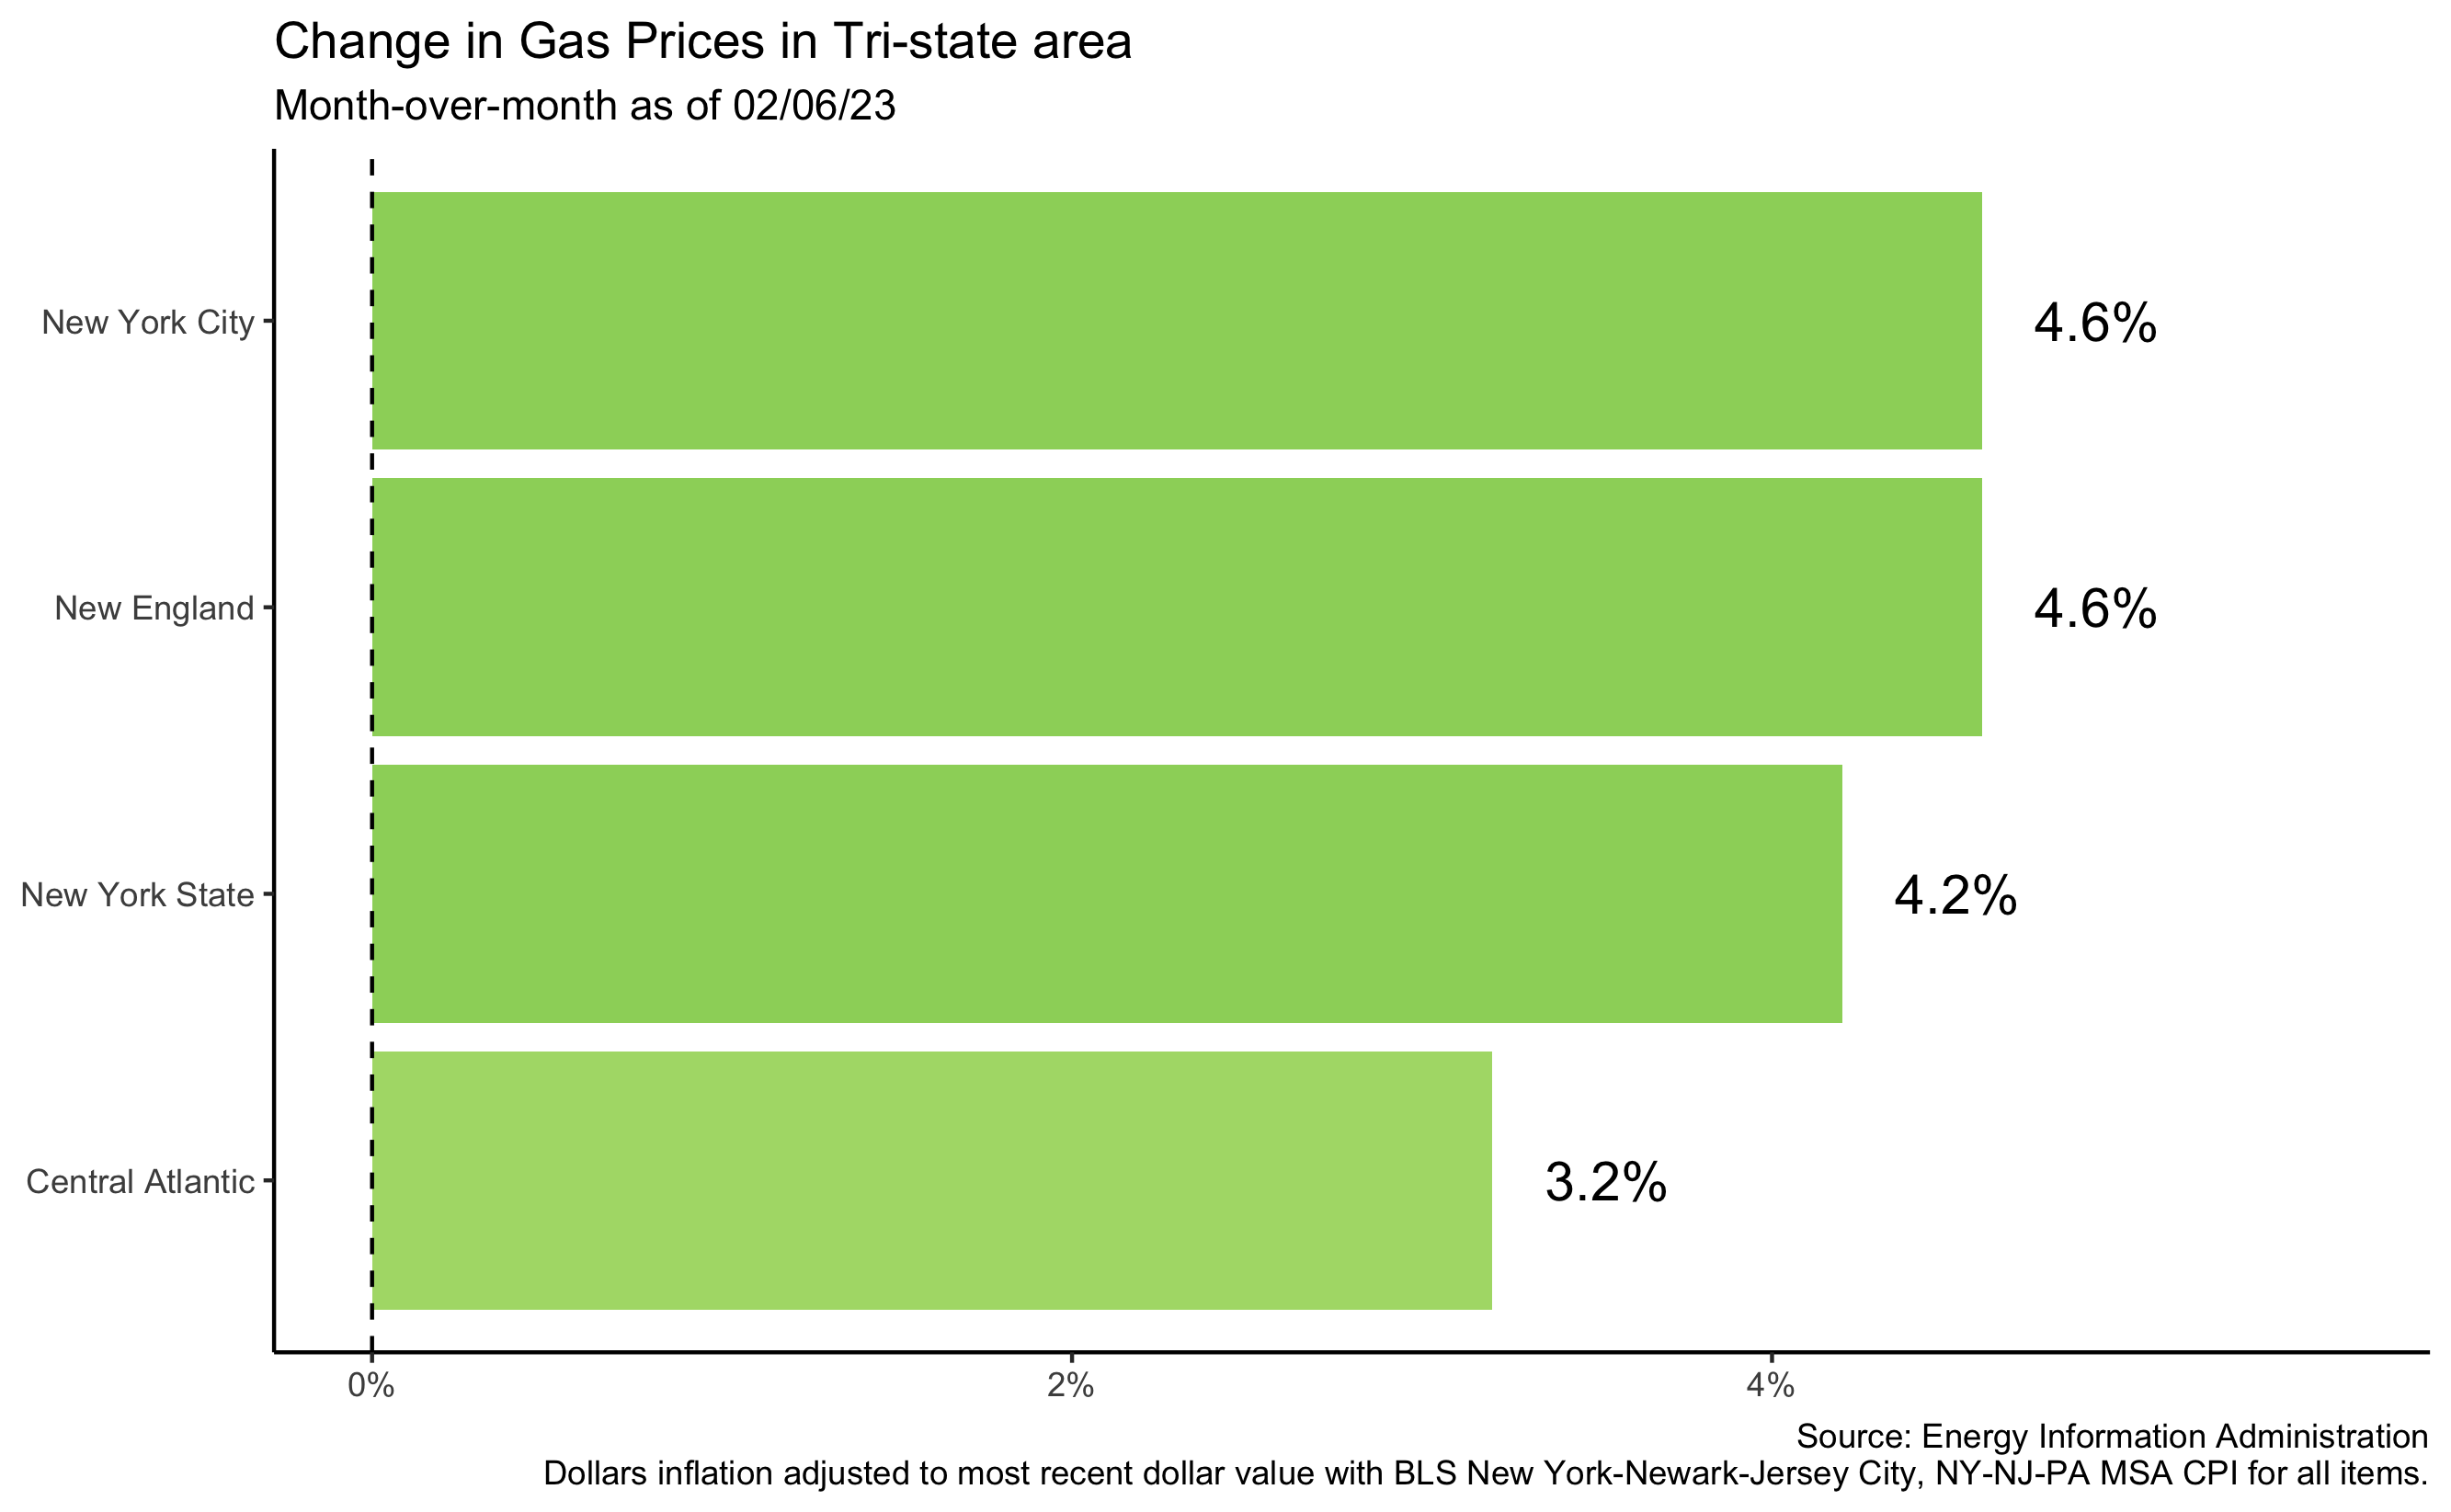 Change in Gas Prices in Tri-state area
Month-over-month as of 02/06/23
New York City
4.6%
New England
4.6%
New York State
4.2%
Central Atlantic
3.2%
0%
2%
4%
Source: Energy Information Administration
Dollars inflation adjusted to most recent dollar value with BLS New York-Newark-Jersey City, NY-NJ-PA MSA CPI for all items.